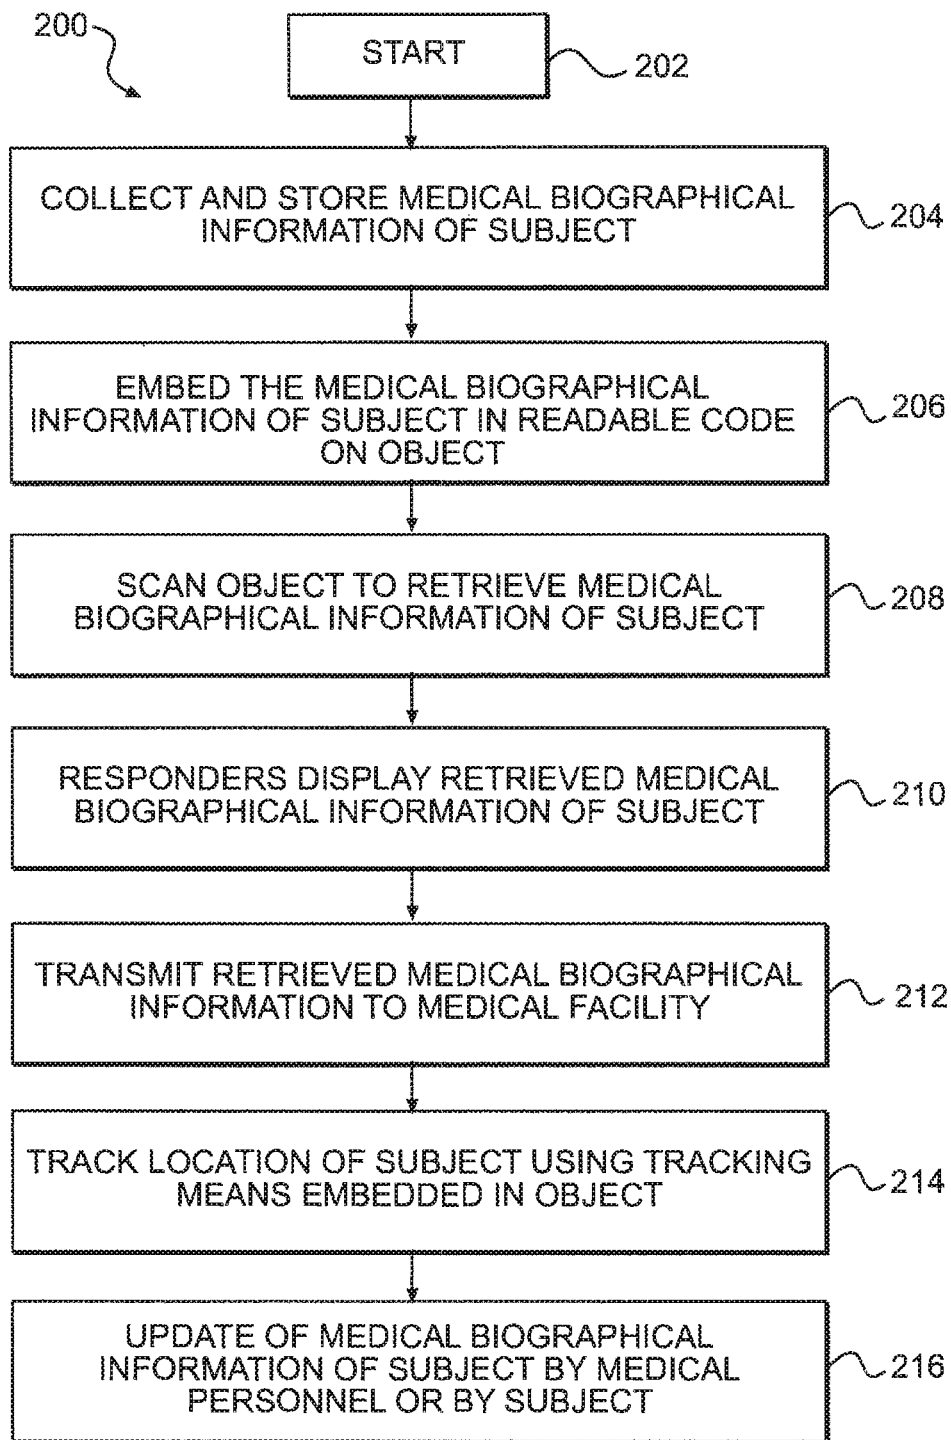 200
START
202
COLLECT AND STORE MEDICAL BIOGRAPHICAL
INFORMATION OF SUBJECT
204
EMBED THE MEDICAL BIOGRAPHICAL
INFORMATION OF SUBJECT IN READABLE CODE
ON OBJECT
206
SCAN OBJECT TO RETRIEVE MEDICAL
BIOGRAPHICAL INFORMATION OF SUBJECT
208
RESPONDERS DISPLAY RETRIEVED MEDICAL
BIOGRAPHICAL INFORMATION OF SUBJECT
210
TRANSMIT RETRIEVED MEDICAL BIOGRAPHICAL
INFORMATION TO MEDICAL FACILITY
212
TRACK LOCATION OF SUBJECT USING TRACKING
MEANS EMBEDDED IN OBJECT
214
UPDATE OF MEDICAL BIOGRAPHICAL
INFORMATION OF SUBJECT BY MEDICAL
PERSONNEL OR BY SUBJECT
216